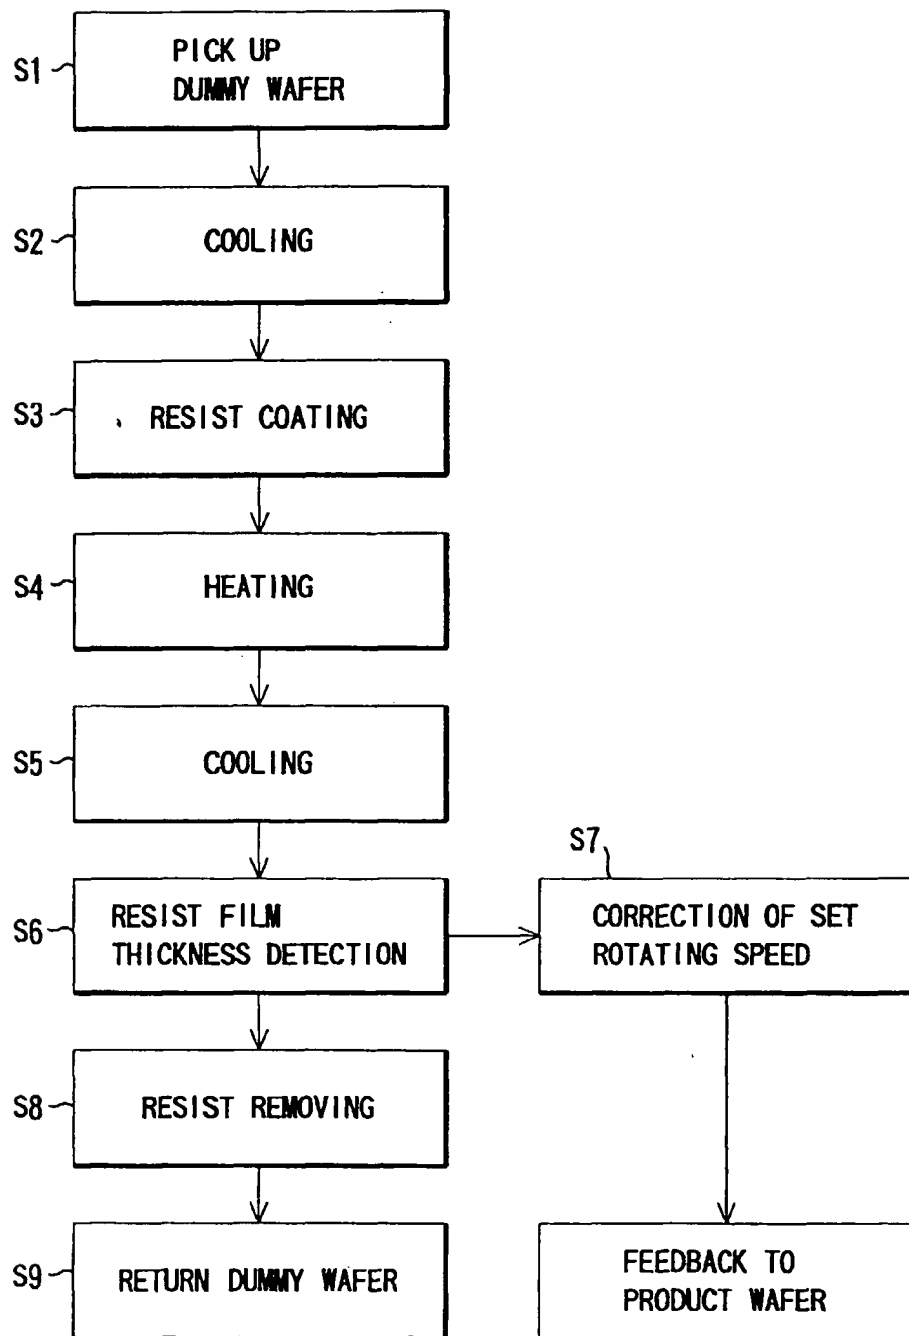 S1
PICK UP
DUMMY WAFER
S2
COOLING
S3
RESIST COATING
S4
HEATING
S5
COOLING
S6
RESIST FILM
THICKNESS DETECTION
S7
CORRECTION OF SET
ROTATING SPEED
S8
RESIST REMOVING
S9
RETURN DUMMY WAFER
FEEDBACK TO
PRODUCT WAFER